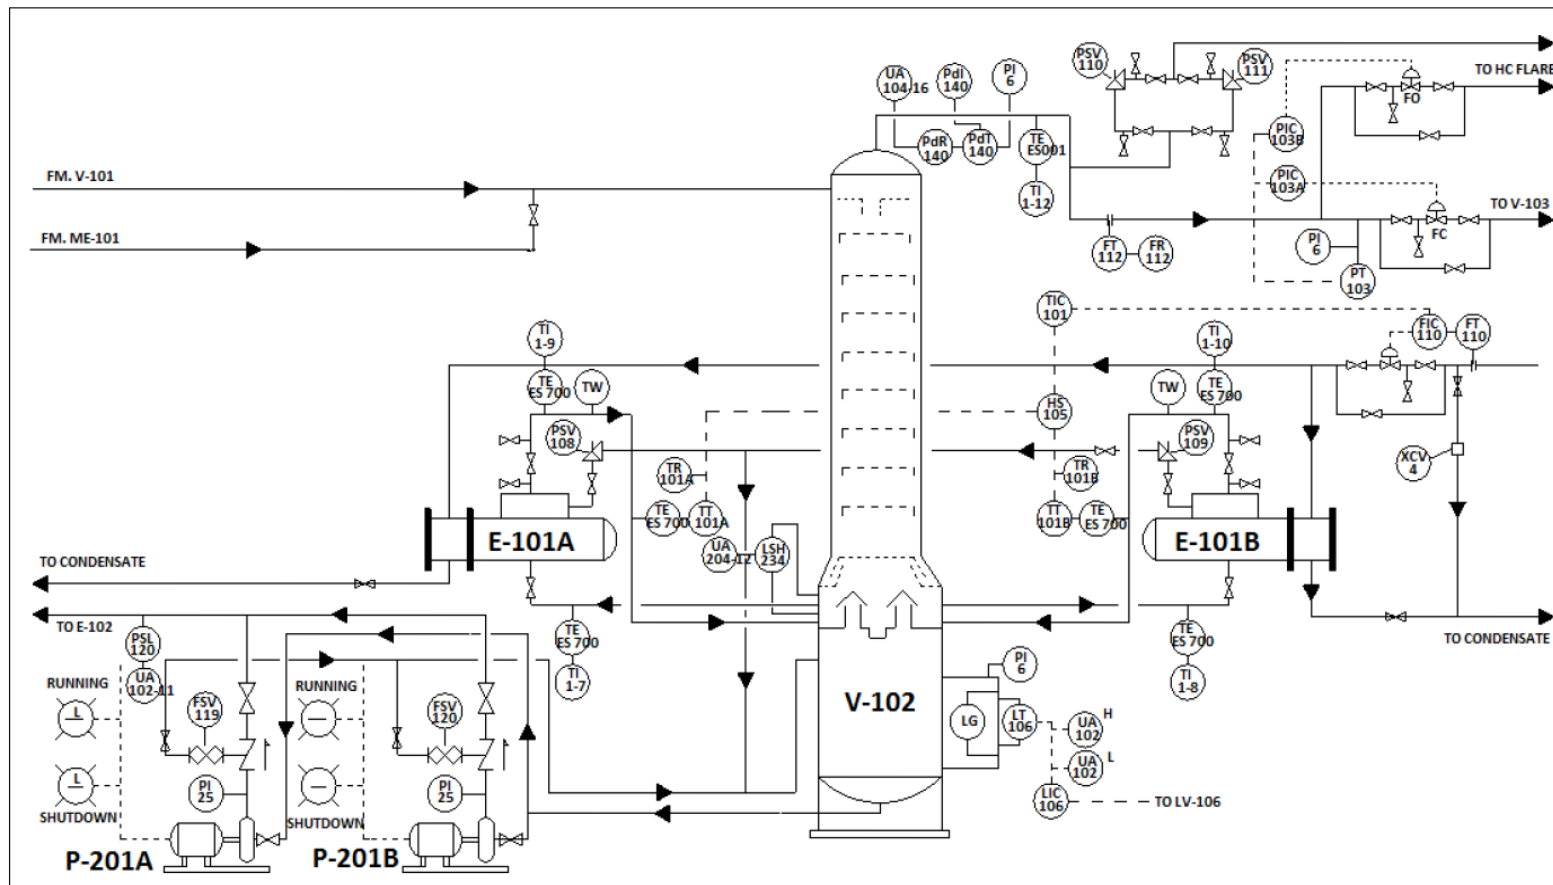 PSV
110
PSV
111
TO HC FLARE
UA
104-16
PdI
140
PI
6
FO
PIC
103B
PdR
140
PdT
140
TE
ES001
FM. V-101
PIC
103A
TI
1-12
TO V-103
FM. ME-101
FT
112
FR
112
PI
6
FC
PT
103
TIC
101
TI
1-9
TI
1-10
FIC
110
FT
110
TE
ES 700
TW
TW
TE
ES 700
HS
105
PSV
108
PSV
109
TR
101A
TR
101B
XCV
4
TE
ES 700
TT
101A
TT
101B
TE
ES 700
E-101A
E-101B
UA
204-12
LSH
234
TO CONDENSATE
TO E-102
PSL
120
TE
ES 700
TE
ES 700
TO CONDENSATE
UA
102-11
TI
1-7
PI
6
TI
1-8
RUNNING
RUNNING
L
FSV
119
FSV
120
V-102
LG
LT
106
UA
102
H
UA
102
L
L
PI
25
PI
25
LIC
106
TO LV-106
SHUTDOWN
SHUTDOWN
P-201A
P-201B